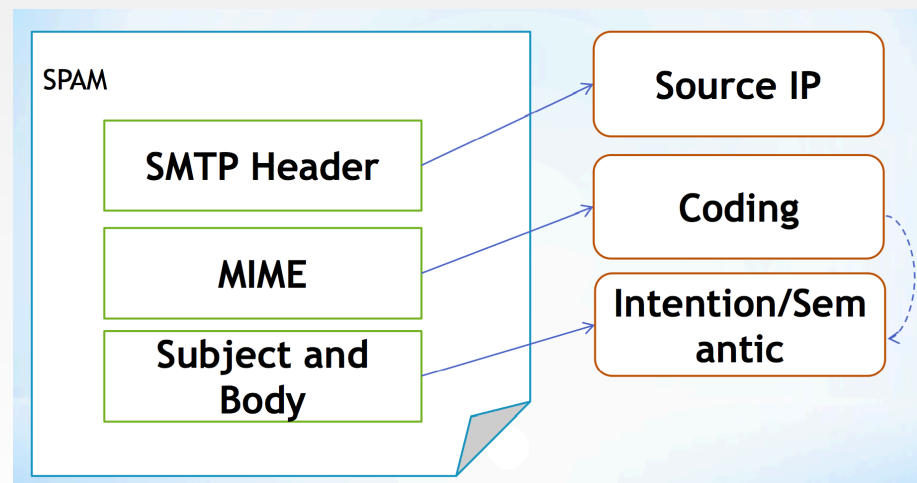 SPAM
SMTP Header
MIME
Subject and
Body
Source IP
Coding
Intention/Sem
antic